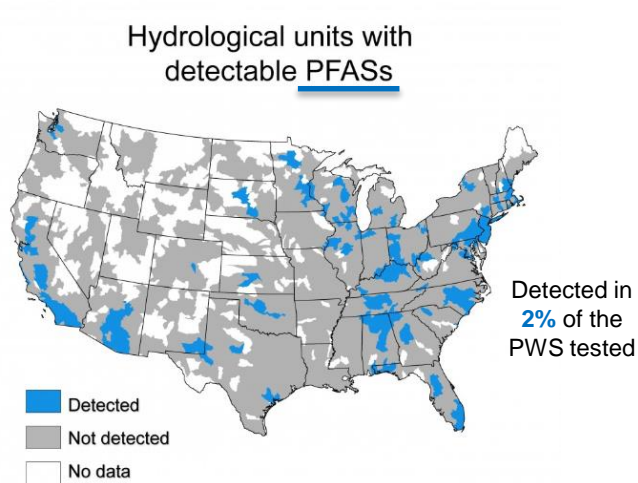 Hydrological units with
detectable PFASs
Detected in
2% of the
PWS tested
Detected
Not detected
No data